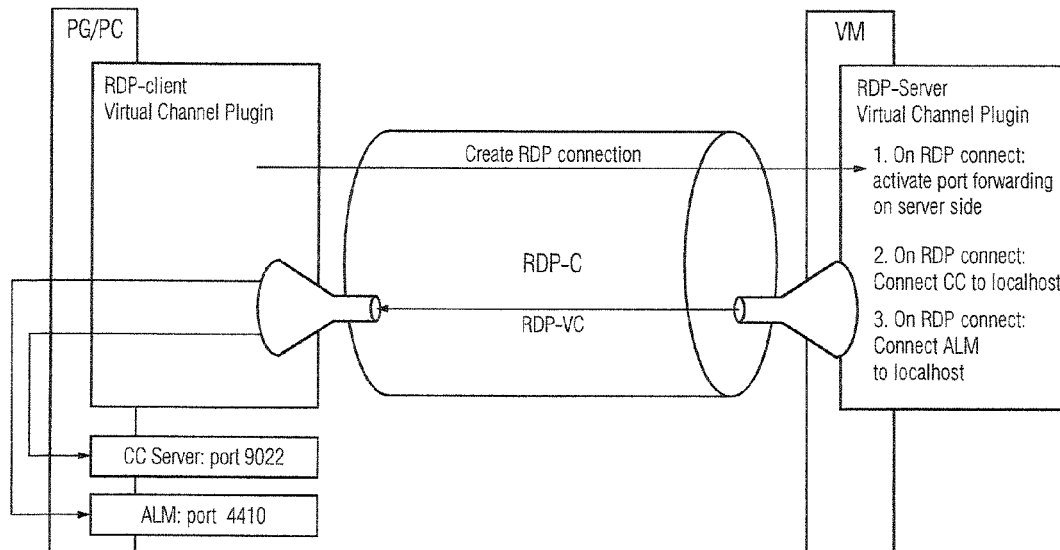 PG/PC
VM
RDP-client
Virtual Channel Plugin
RDP-Server
Virtual Channel Plugin
Create RDP connection
1. On RDP connect:
activate port forwarding
on server side
RDP-C
2. On RDP connect:
Connect CC to localhost
RDP-VC
3. On RDP connect:
Connect ALM
to localhost
CC Server: port 9022
ALM: port 4410